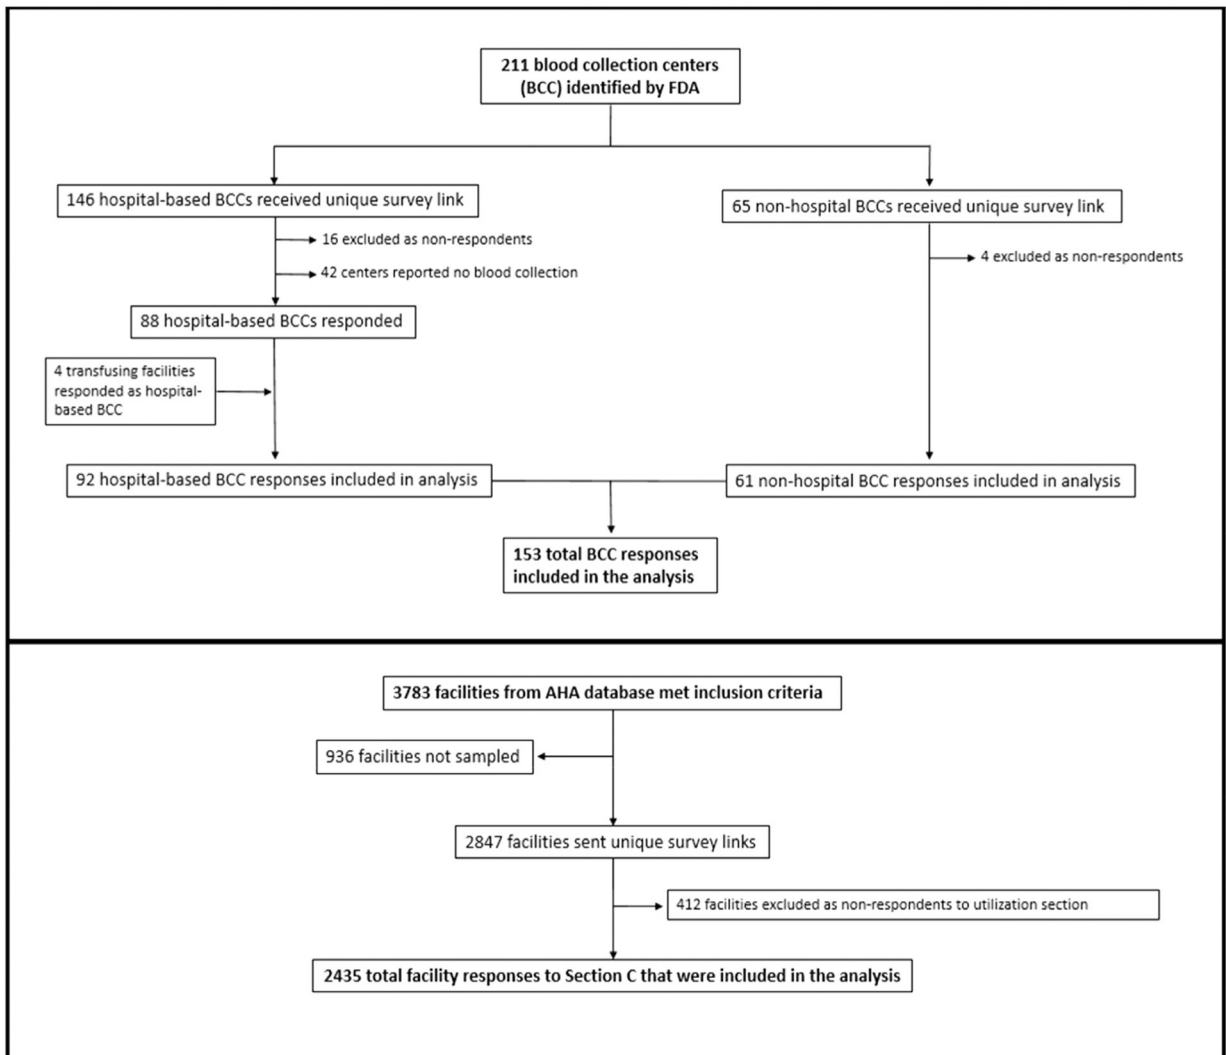 211 blood collection centers
(BCC) identified by FDA
146 hospital-based BCCs received unique survey link
65 non-hospital BCCs received unique survey link
16 excluded as non-respondents
4 excluded as non-respondents
42 centers reported no blood collection
88 hospital-based BCCs responded
4 transfusing facilities
responded as hospital-
based BCC
92 hospital-based BCC responses included in analysis
61 non-hospital BCC responses included in analysis
153 total BCC responses
included in the analysis
3783 facilities from AHA database met inclusion criteria
936 facilities not sampled
2847 facilities sent unique survey links
412 facilities excluded as non-respondents to utilization section
2435 total facility responses to Section C that were included in the analysis